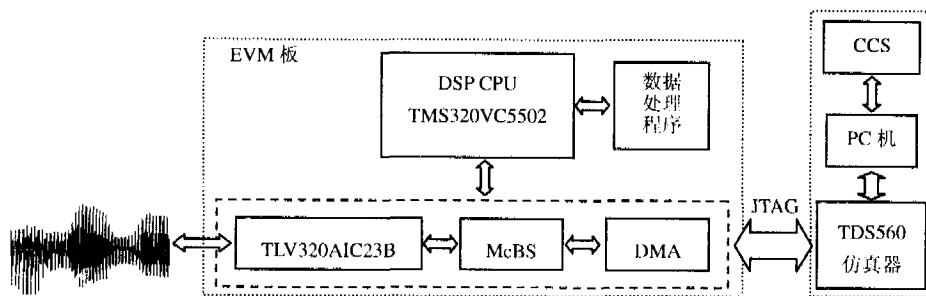 EVM 板
DSP CPU
TMS320VC5502
数据
处理
程序
TLV320AIC23B
McBS
DMA
JTAG
CCS
PC 机
TDS560
仿真器